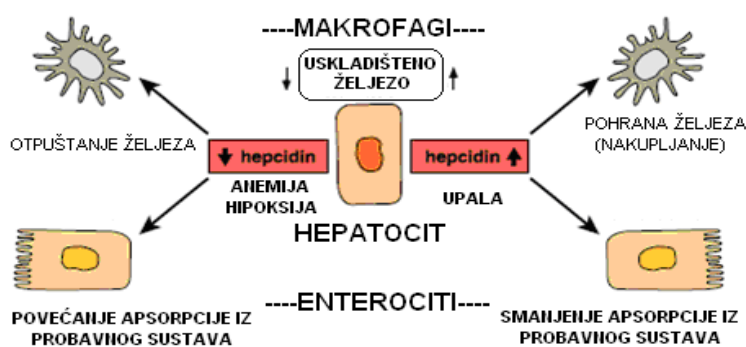 ----MAKROFAGI----
↓ USKLADIŠTENO ↑
ŽELJEZO
OTPUŠTANJE ŽELJEZA
POHRANA ŽELJEZA
(NAKUPLJANJE)
↓ hepcidin
hepcidin ↑
ANEMIJA
HIPOKSIJA
UPALA
HEPATOCIT
----ENTEROCITI----
POVEĆANJE APSORPCIJE IZ
PROBAVNOG SUSTAVA
SMANJENJE APSORPCIJE IZ
PROBAVNOG SUSTAVA